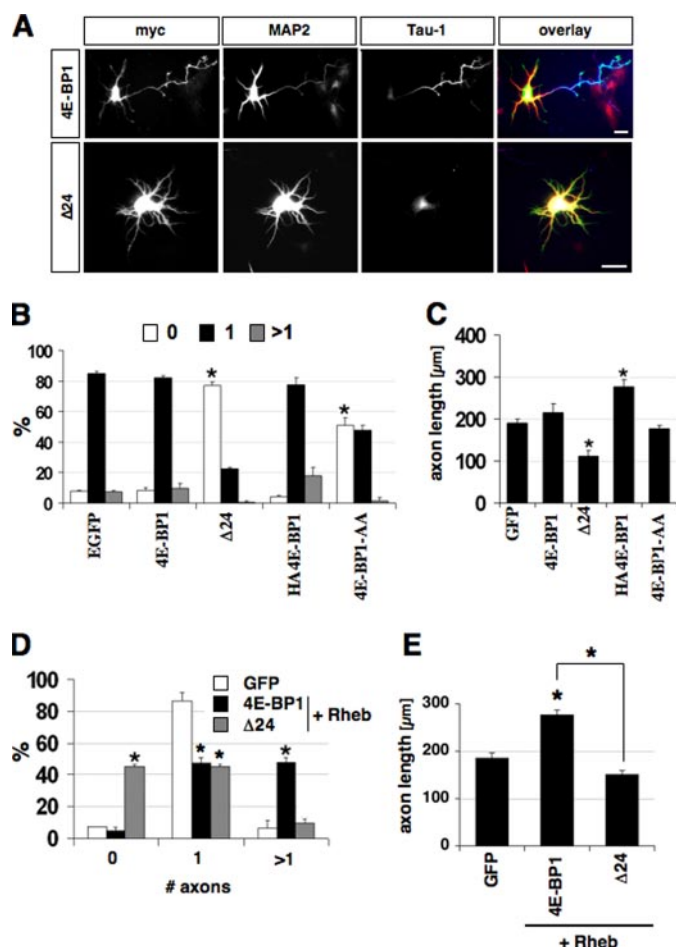 A
myc MAP2 Tau-1 overlay
4E-BP1
Δ24
B
0 1 >1
100
80
60
40
20
0
%
* *
EGFP 4E-BP1 Δ24 HA4E-BP1 4E-BP1-AA
C
400
300
200
100
0
axon length [µm]
* *
GFP 4E-BP1 Δ24 HA4E-BP1 4E-BP1-AA
D
GFP
4E-BP1
Δ24
+ Rheb
100
80
60
40
20
0
%
* * * *
0 1 >1
# axons
E
*
*
300
200
100
0
axon length [µm]
GFP 4E-BP1 Δ24
+ Rheb